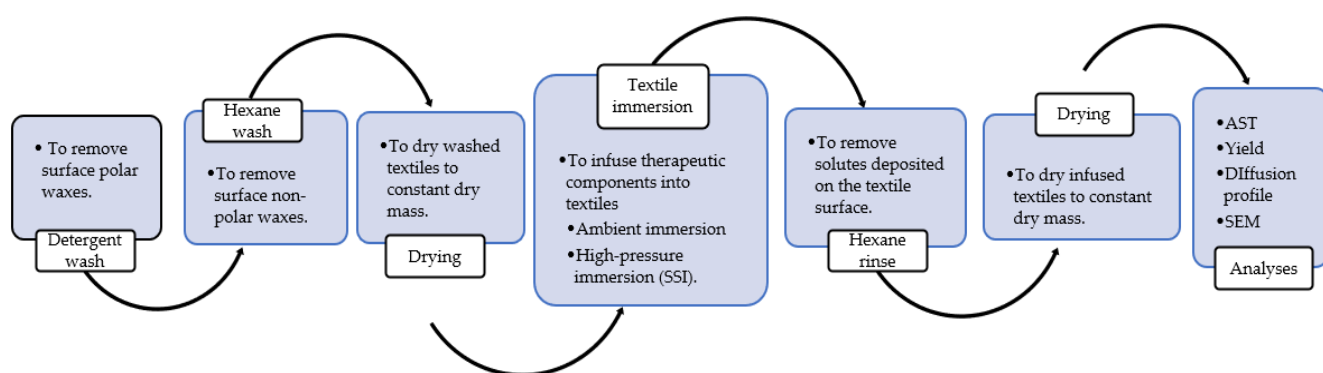 • To remove
surface polar
waxes.
Detergent
wash
Hexane
wash
• To remove
surface non-
polar waxes.
• To dry washed
textiles to
constant dry
mass.
Drying
Textile
immersion
• To infuse therapeutic
components into
textiles
•Ambient immersion
•High-pressure
immersion (SSI).
• To remove
solutes deposited
on the textile
surface.
Hexane
rinse
Drying
• To dry infused
textiles to constant
dry mass.
•AST
•Yield
•DIffusion
profile
•SEM
Analyses